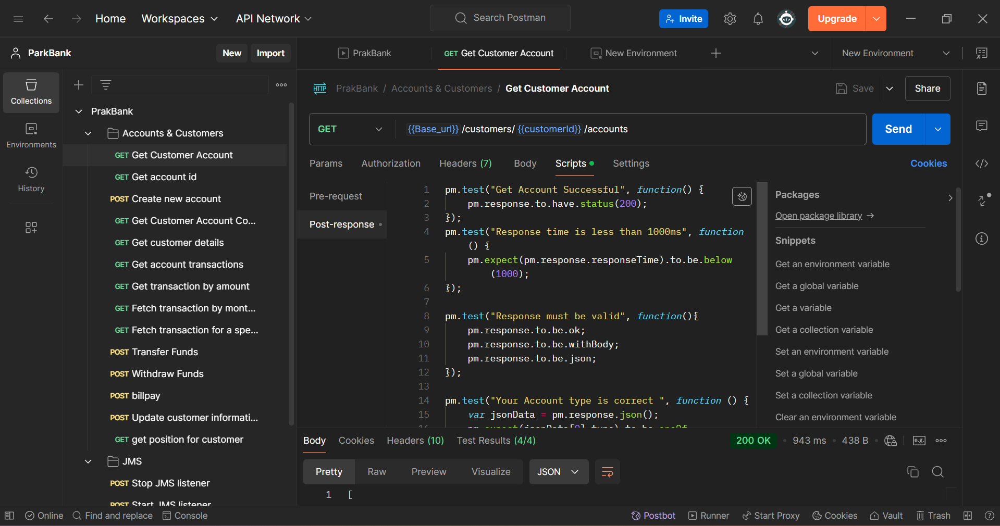 Home Workspaces API Network Search Postman Invite Upgrade
ParkBank New Import PrakBank GET Get Customer Account New Environment New Environment
Collections
Environments
History
PrakBank
Accounts & Customers
GET Get Customer Account
GET Get account id
POST Create new account
GET Get Customer Account Co...
GET Get customer details
GET Get account transactions
GET Get transaction by amount
GET Fetch transaction by mont...
GET Fetch transaction for a spe...
POST Transfer Funds
POST Withdraw Funds
POST billpay
POST Update customer informati...
GET get position for customer
JMS
POST Stop JMS listener
POST Start JMS listener
HTTP PrakBank / Accounts & Customers / Get Customer Account Save Share
GET {{Base_url}}/customers/{{customerId}}/accounts Send
Params Authorization Headers (7) Body Scripts Settings Cookies
Pre-request
Post-response
1 pm.test("Get Account Successful", function() {
2 pm.response.to.have.status(200);
3 });
4 pm.test("Response time is less than 1000ms", function
() {
5 pm.expect(pm.response.responseTime).to.be.below
(1000);
6 });
7
8 pm.test("Response must be valid", function(){
9 pm.response.to.be.ok;
10 pm.response.to.be.withBody;
11 pm.response.to.be.json;
12 });
13
14 pm.test("Your Account type is correct ", function () {
15 var jsonData = pm.response.json();
16 pm.expect(jsonData[0].type).to.be.oneOf
Packages
Open package library →
Snippets
Get an environment variable
Get a global variable
Get a variable
Get a collection variable
Set an environment variable
Set a global variable
Set a collection variable
Clear an environment variable
Body Cookies Headers (10) Test Results (4/4) 200 OK • 943 ms • 438 B • e.g.
Pretty Raw Preview Visualize JSON
1 [
Online Find and replace Console Postbot Runner Start Proxy Cookies Vault Trash